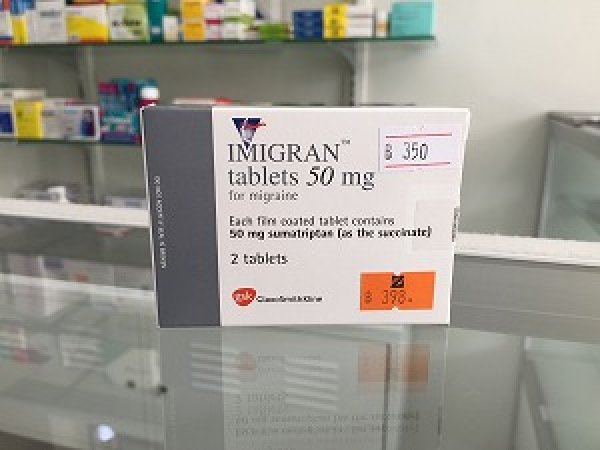 IMIGRAN™
tablets 50 mg
for migraine
Each film coated tablet contains
50 mg sumatriptan (as the succinate)
2 tablets
gsk GlaxoSmithKline
฿ 350
฿ 398.-